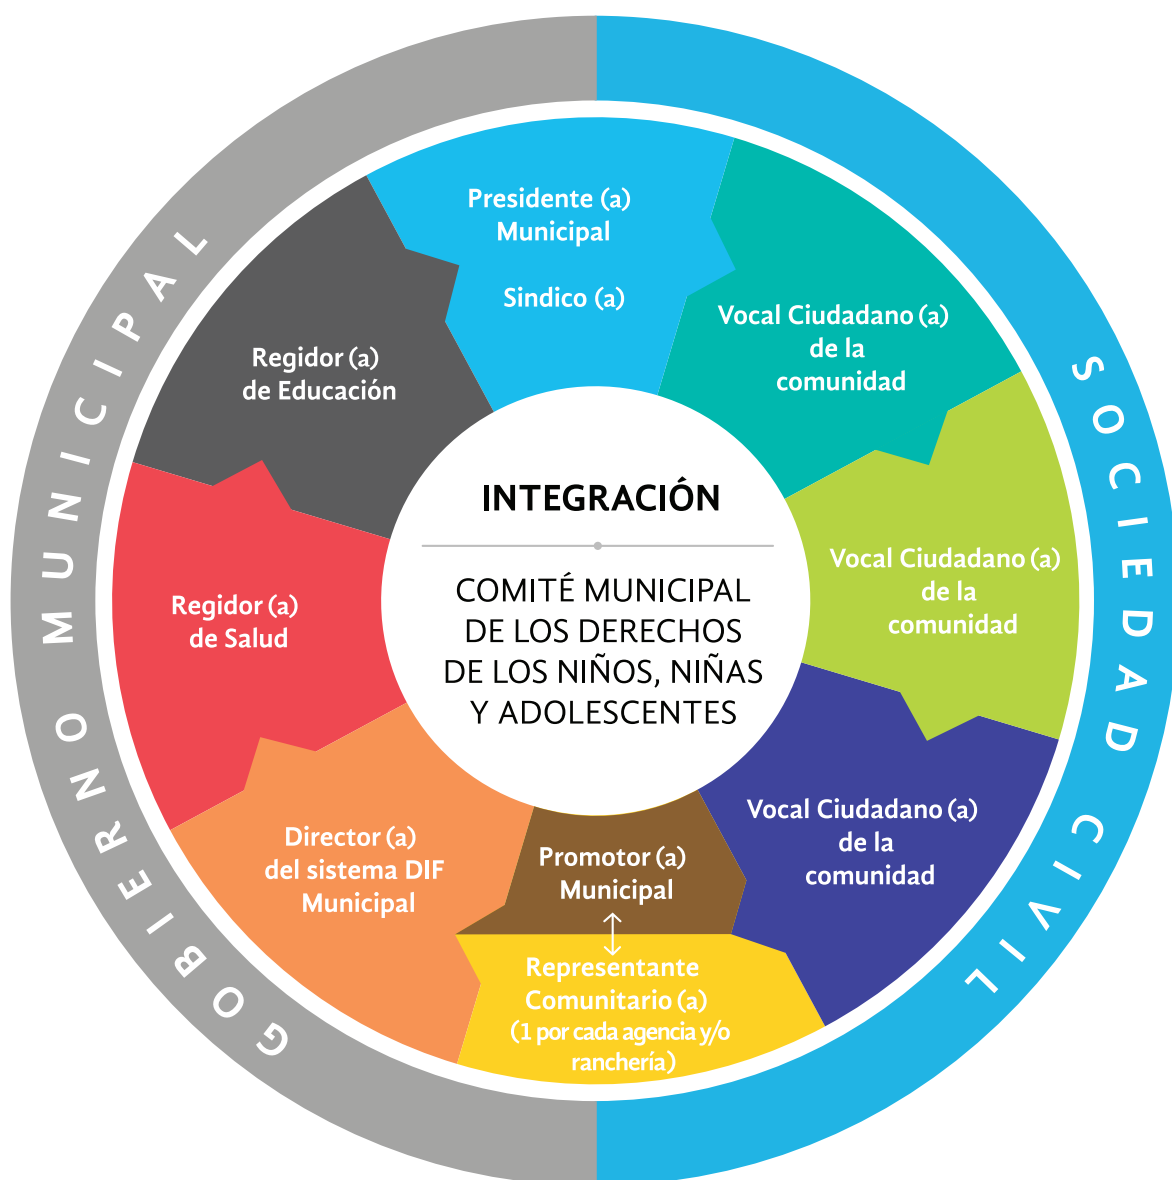 GOBIERNO MUNICIPAL
SOCIEDAD CIVIL
Presidente (a)
Municipal
Sindico (a)
Vocal Ciudadano (a)
de la
comunidad
Vocal Ciudadano (a)
de la
comunidad
Vocal Ciudadano (a)
de la
comunidad
Promotor (a)
Municipal
Representante
Comunitario (a)
(1 por cada agencia y/o
ranchería)
Director (a)
del sistema DIF
Municipal
Regidor (a)
de Salud
Regidor (a)
de Educación
INTEGRACIÓN
COMITÉ MUNICIPAL
DE LOS DERECHOS
DE LOS NIÑOS, NIÑAS
Y ADOLESCENTES